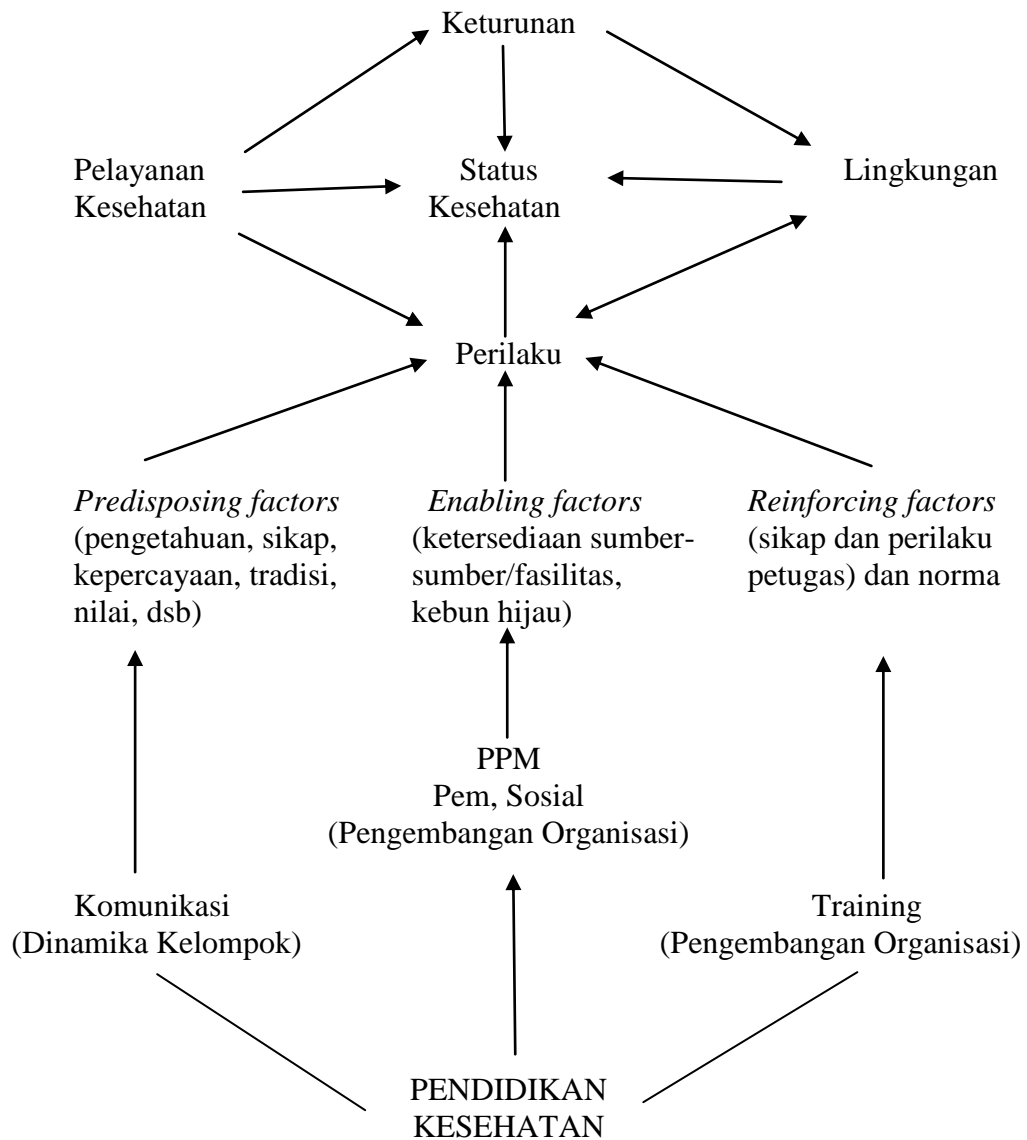 Keturunan
Pelayanan
Kesehatan
Status
Kesehatan
Lingkungan
Perilaku
Predisposing factors
(pengetahuan, sikap,
kepercayaan, tradisi,
nilai, dsb)
Enabling factors
(ketersediaan sumber-
sumber/fasilitas,
kebun hijau)
Reinforcing factors
(sikap dan perilaku
petugas) dan norma
PPM
Pem, Sosial
(Pengembangan Organisasi)
Komunikasi
(Dinamika Kelompok)
Training
(Pengembangan Organisasi)
PENDIDIKAN
KESEHATAN